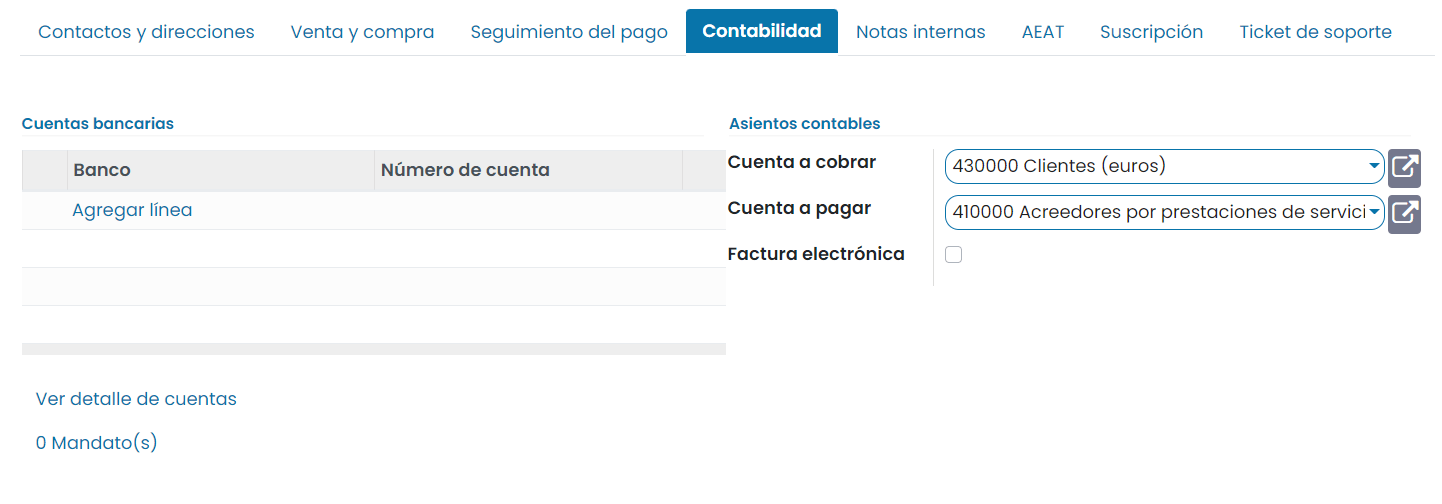 Contactos y direcciones Venta y compra Seguimiento del pago Contabilidad Notas internas AEAT Suscripción Ticket de soporte
Cuentas bancarias
Banco Número de cuenta
Agregar línea
Ver detalle de cuentas
0 Mandato(s)
Asientos contables
Cuenta a cobrar 430000 Clientes (euros)
Cuenta a pagar 410000 Acreedores por prestaciones de servici
Factura electrónica